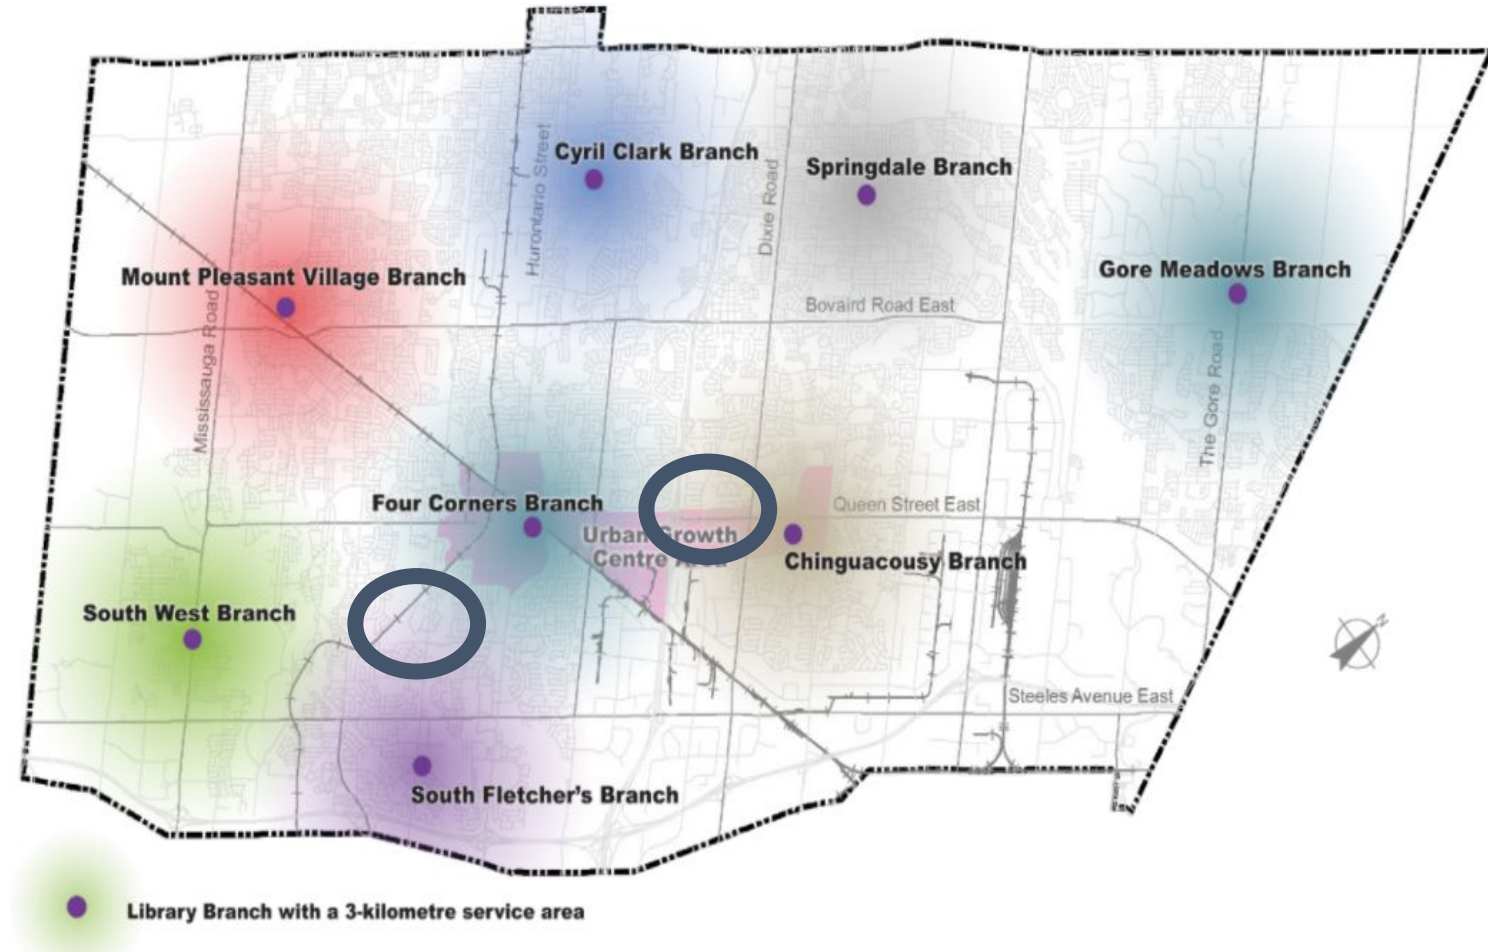 Cyril Clark Branch
Springdale Branch
Hurontario Street
Dixie Road
Gore Meadows Branch
Mount Pleasant Village Branch
Bovaird Road East
Mississauga Road
The Gore Road
Four Corners Branch
Queen Street East
Urban Growth
Centre
Chinguacousy Branch
South West Branch
N
Steeles Avenue East
South Fletcher's Branch
Library Branch with a 3-kilometre service area